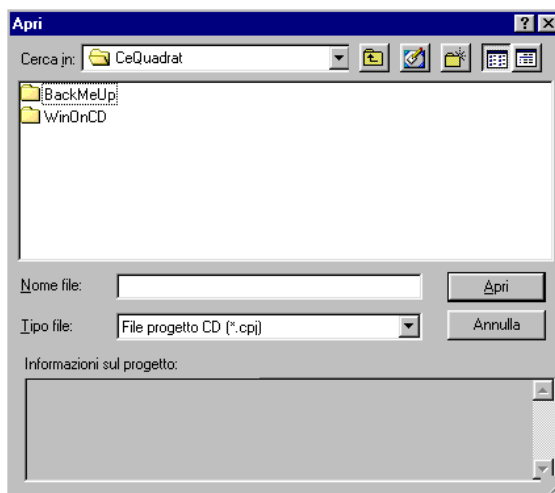 Apri
Cerca in: CeQuadrat
BackMeUp
WinOnCD
Nome file:
Apri
Tipo file: File progetto CD (*.cpj)
Annulla
Informazioni sul progetto: